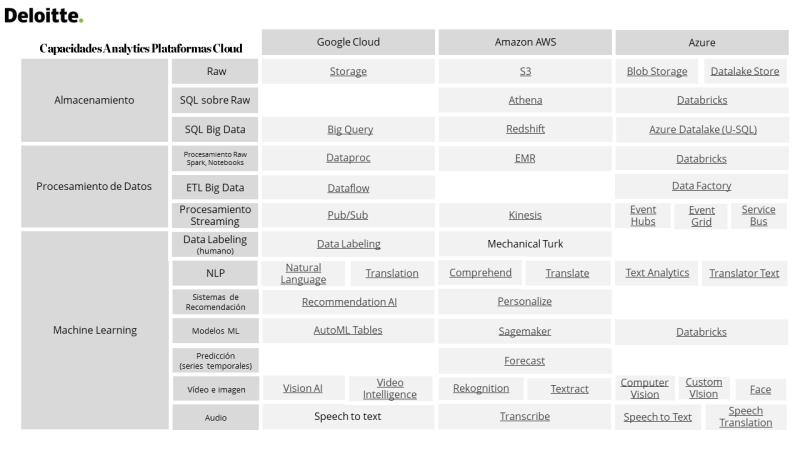 Deloitte.
Capacidades Analytics Plataformas Cloud
Google Cloud
Amazon AWS
Azure
Almacenamiento
Raw
Storage
S3
Blob Storage
Datalake Store
SQL sobre Raw
Athena
Databricks
SQL Big Data
Big Query
Redshift
Azure Datalake (U-SQL)
Procesamiento de Datos
Procesamiento Raw
Spark, Notebooks
Dataproc
EMR
Databricks
ETL Big Data
Dataflow
Data Factory
Procesamiento
Streaming
Pub/Sub
Kinesis
Event
Hubs
Event
Grid
Service
Bus
Machine Learning
Data Labeling
(humano)
Data Labeling
Mechanical Turk
NLP
Natural
Language
Translation
Comprehend
Translate
Text Analytics
Translator Text
Sistemas de
Recomendación
Recommendation AI
Personalize
Modelos ML
AutoML Tables
Sagemaker
Databricks
Predicción
(series temporales)
Forecast
Vídeo e imagen
Vision AI
Video
Intelligence
Rekognition
Textract
Computer
Vision
Custom
VIsion
Face
Audio
Speech to text
Transcribe
Speech to Text
Speech
Translation